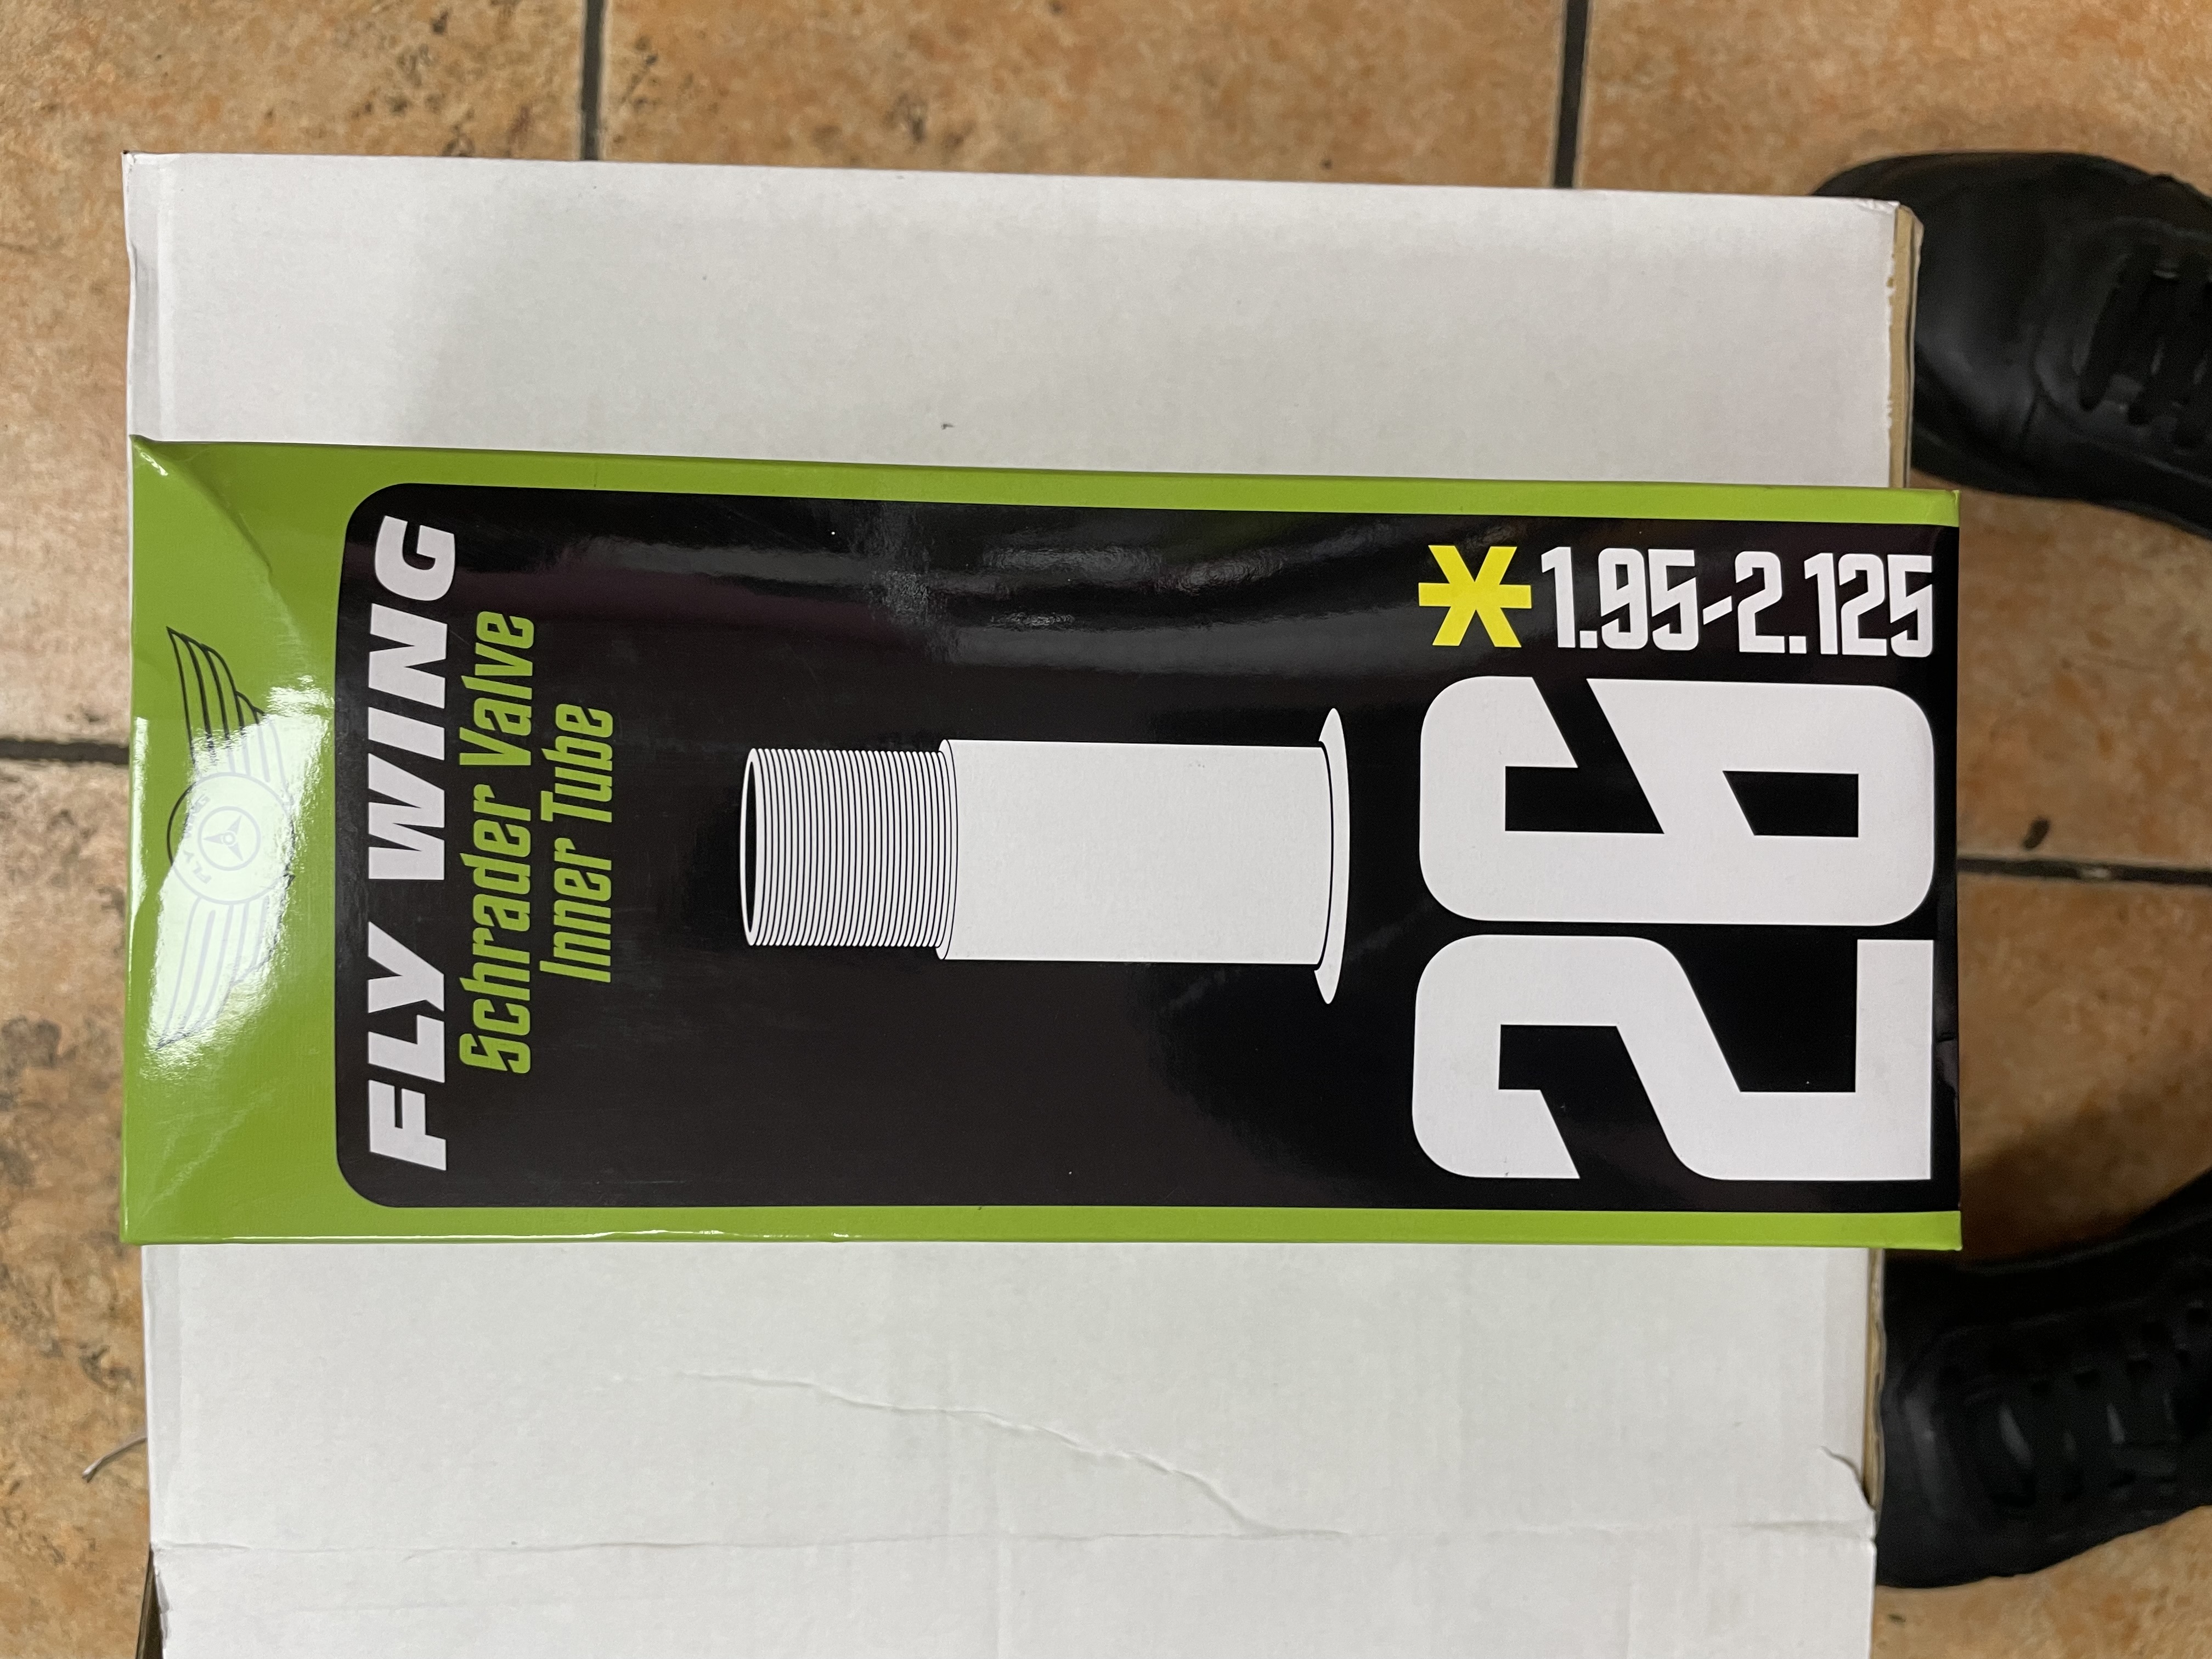 FLY WING
Schrader Valve
Inner Tube
26*1.95-2.125